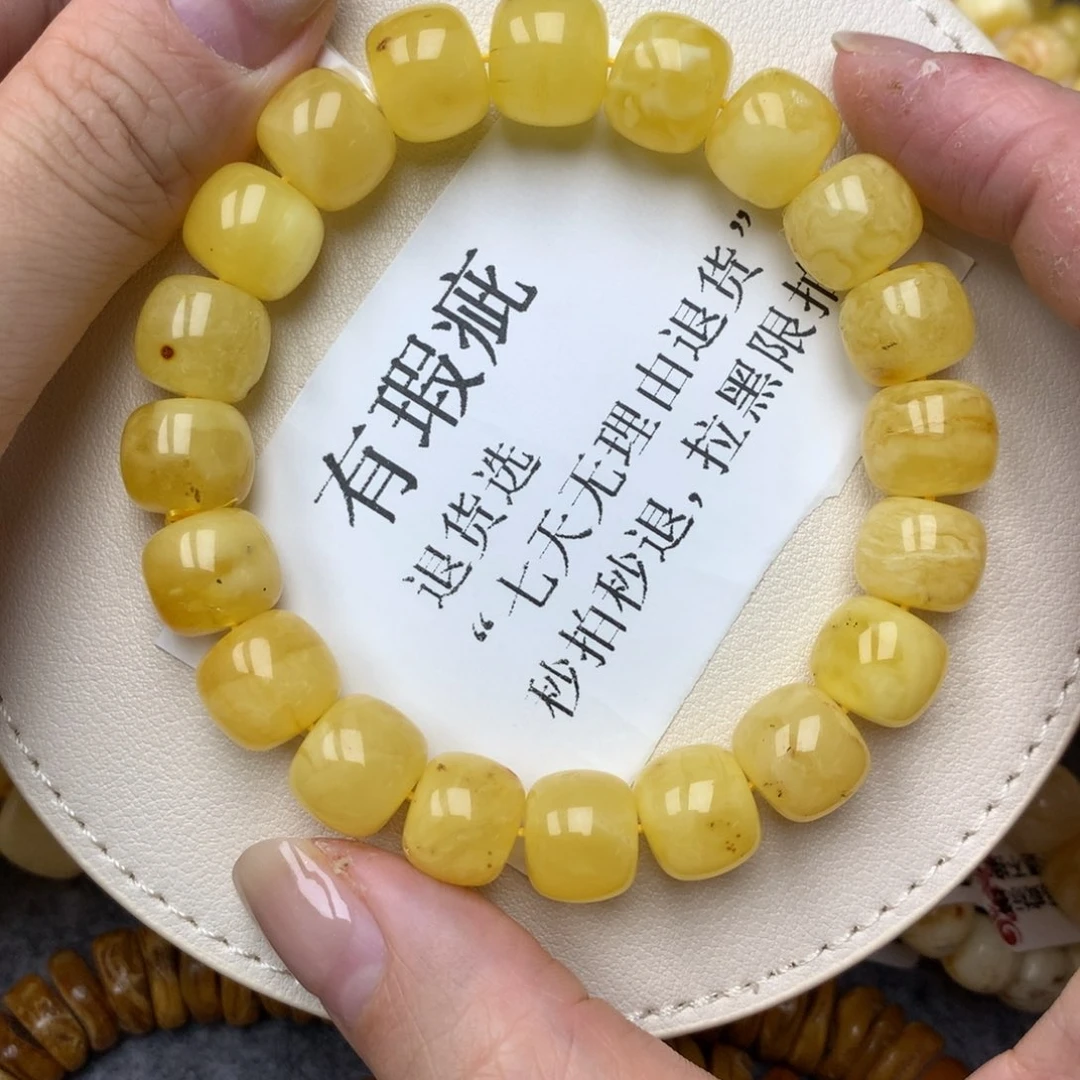 有瑕疵
退货选
“七天无理由退货”
秒拍秒退，拉黑限拍